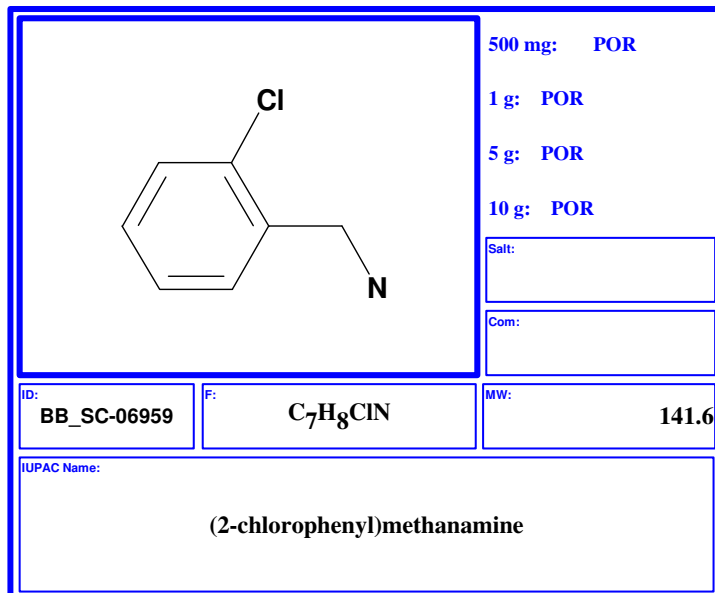 Cl
N
500 mg: POR
1 g: POR
5 g: POR
10 g: POR
Salt:
Com:
ID:
BB_SC-06959
F:
C7H8ClN
MW:
141.6
IUPAC Name:
(2-chlorophenyl)methanamine